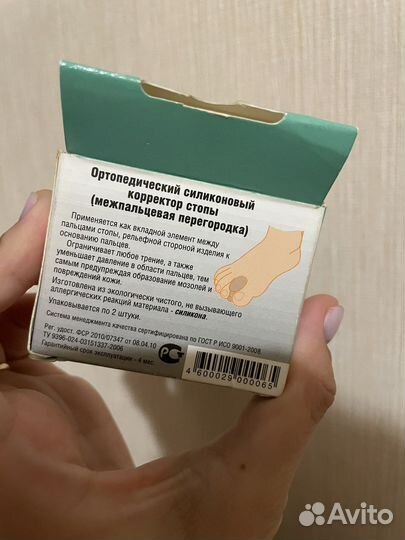 Ортопедический силиконовый
корректор стопы
(межпальцевая перегородка)
Применяется как вкладной элемент между
пальцами стопы, рельефной стороной изделия к
основанию пальцев.
Ограничивает любое трение, а также
уменьшает давление в области пальцев, тем
самым предупреждая образование мозолей и
повреждений кожи.
Изготовлена из экологически чистого, не вызывающего
аллергических реакций материала - силикона.
Упаковывается по 2 штуки.
Система менеджмента качества сертифицирована по ГОСТ Р ИСО 9001-2008.
Рег. удост. ФСР 2010/07347 от 08.04.10
ТУ 9396-024-03151337-2006
Гарантийный срок эксплуатации - 4 мес.
4 600029 000065
Avito